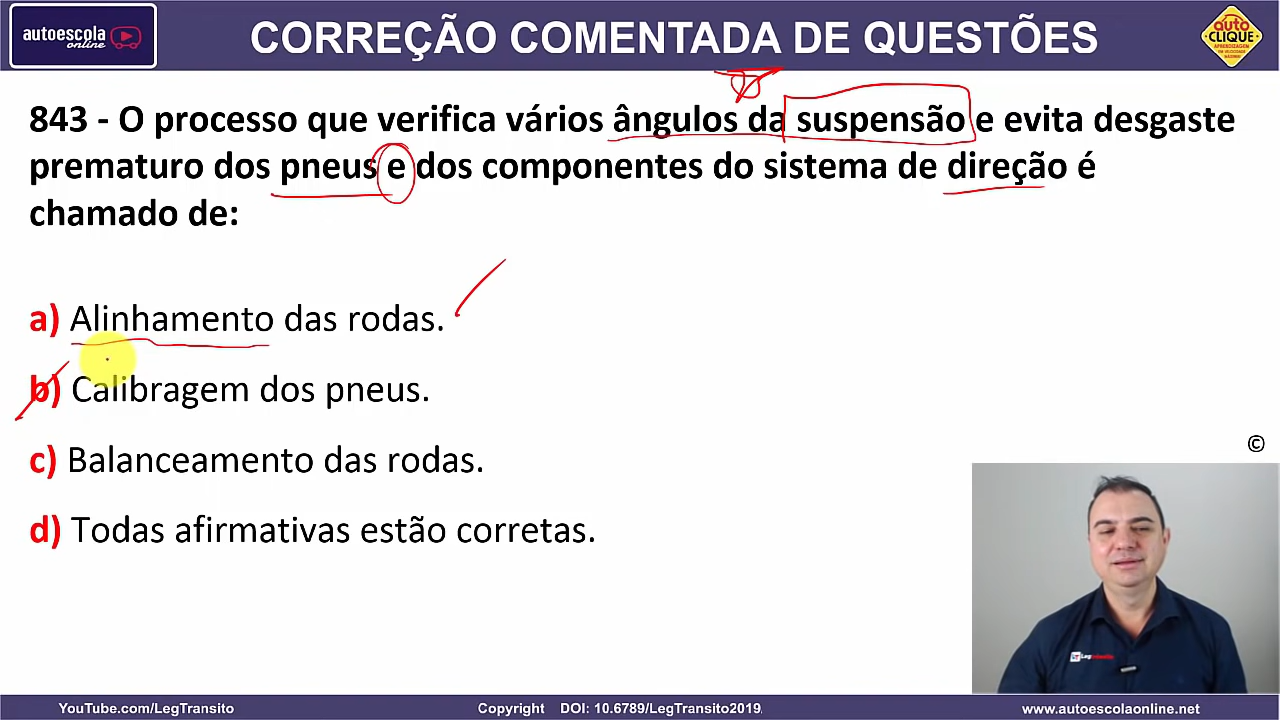 autoescola
online
CORREÇÃO COMENTADA DE QUESTÕES
auto
CLIQUE
843 - O processo que verifica vários ângulos da suspensão e evita desgaste
prematuro dos pneus e dos componentes do sistema de direção é
chamado de:
a) Alinhamento das rodas.
b) Calibragem dos pneus.
c) Balanceamento das rodas.
d) Todas afirmativas estão corretas.
©
YouTube.com/LegTransito
Copyright DOI: 10.6789/LegTransito2019.
www.autoescolaonline.net